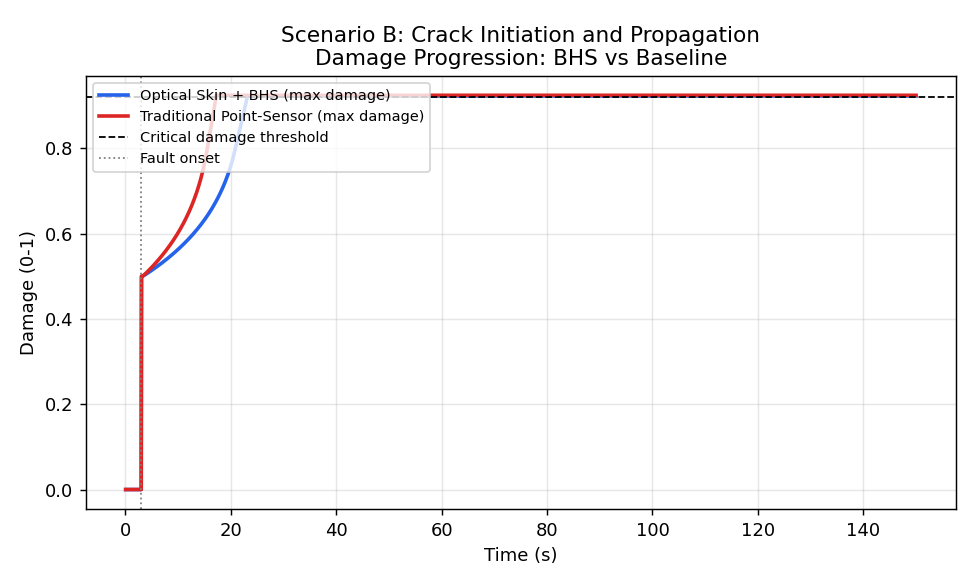 Scenario B: Crack Initiation and Propagation
Damage Progression: BHS vs Baseline
Optical Skin + BHS (max damage)
Traditional Point-Sensor (max damage)
Critical damage threshold
Fault onset
Damage (0-1)
0.8
0.6
0.4
0.2
0.0
0 20 40 60 80 100 120 140
Time (s)